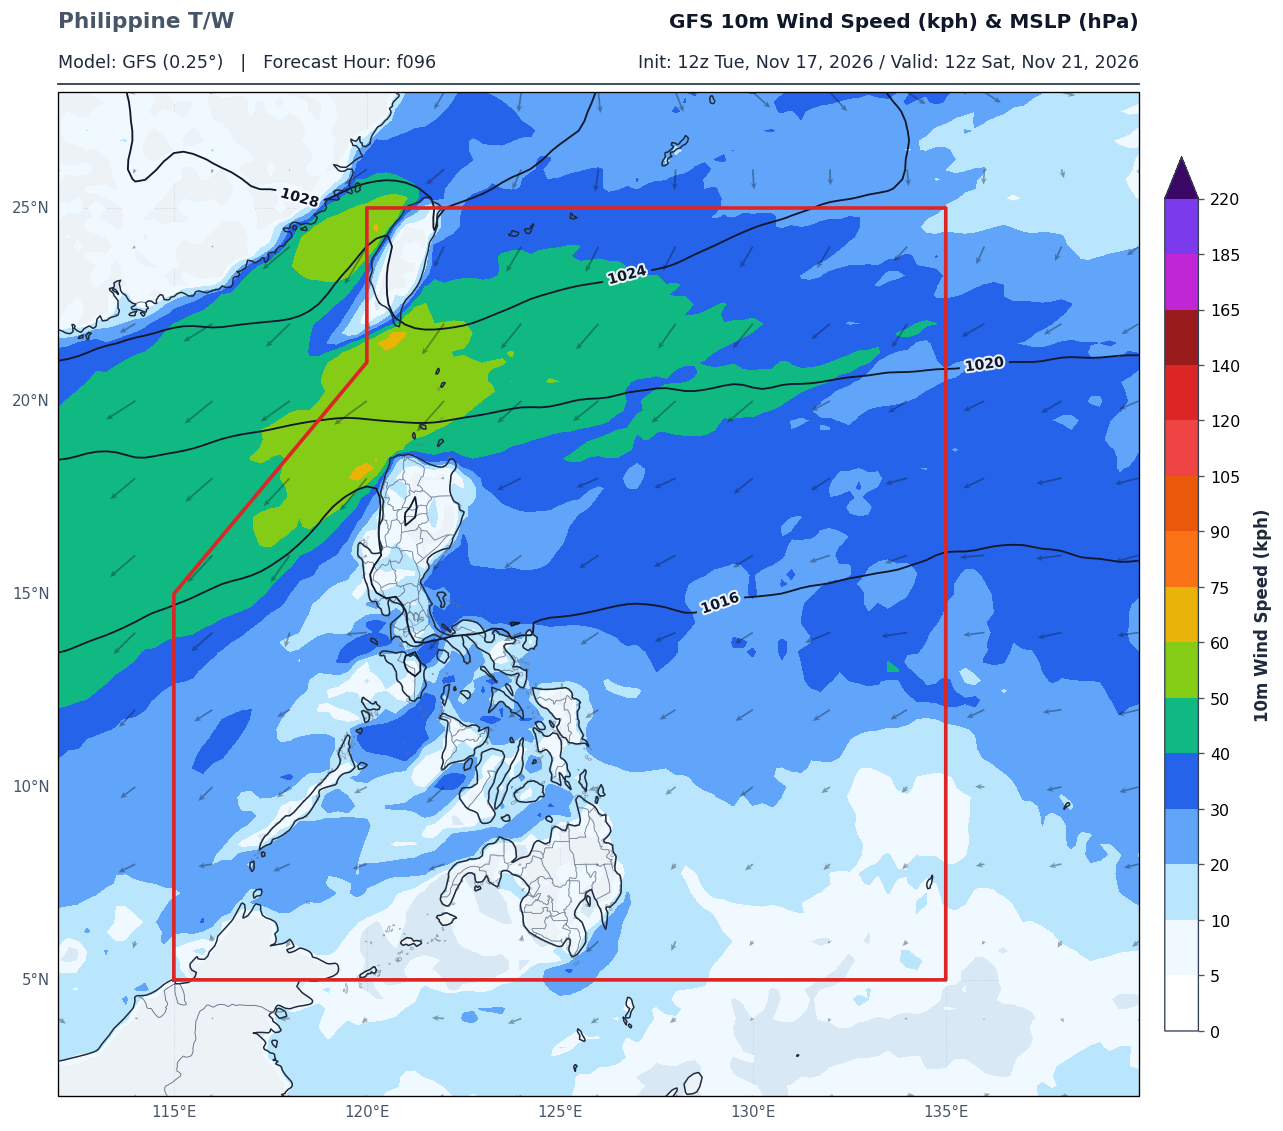 Philippine T/W
GFS 10m Wind Speed (kph) & MSLP (hPa)
Model: GFS (0.25°)   |   Forecast Hour: f096
Init: 12z Tue, Nov 17, 2026 / Valid: 12z Sat, Nov 21, 2026
25°N
20°N
15°N
10°N
5°N
115°E
120°E
125°E
130°E
135°E
1028
1024
1020
1016
220
185
165
140
120
105
90
75
60
50
40
30
20
10
5
0
10m Wind Speed (kph)